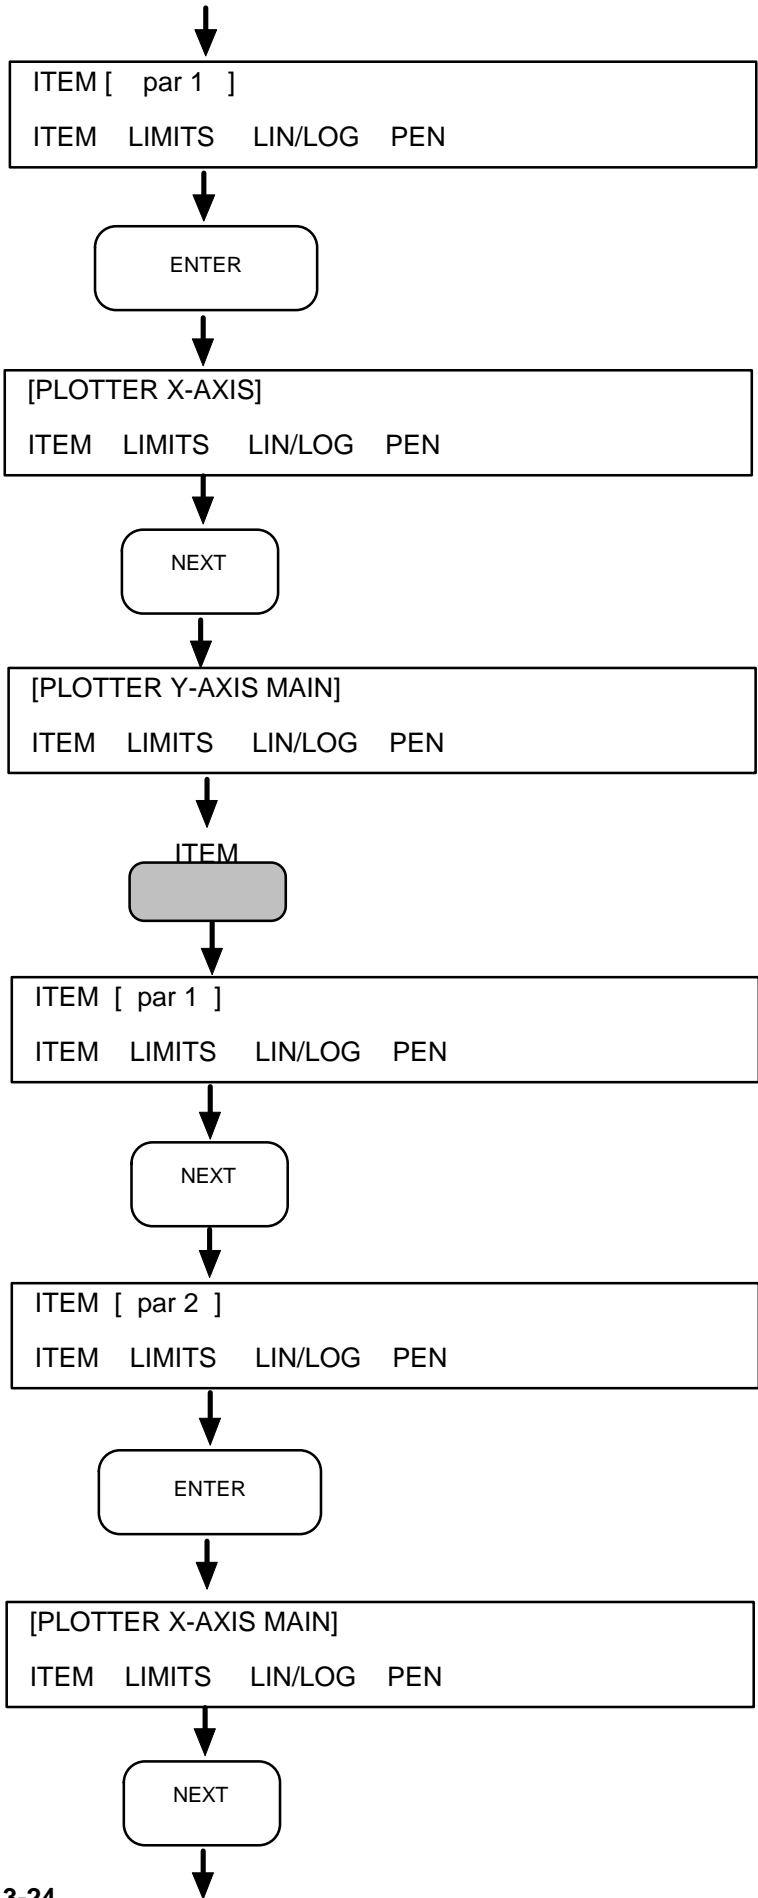 ITEM [ par 1 ]
ITEM LIMITS LIN/LOG PEN
ENTER
[PLOTTER X-AXIS]
ITEM LIMITS LIN/LOG PEN
NEXT
[PLOTTER Y-AXIS MAIN]
ITEM LIMITS LIN/LOG PEN
ITEM
ITEM [ par 1 ]
ITEM LIMITS LIN/LOG PEN
NEXT
ITEM [ par 2 ]
ITEM LIMITS LIN/LOG PEN
ENTER
[PLOTTER X-AXIS MAIN]
ITEM LIMITS LIN/LOG PEN
NEXT
3-24